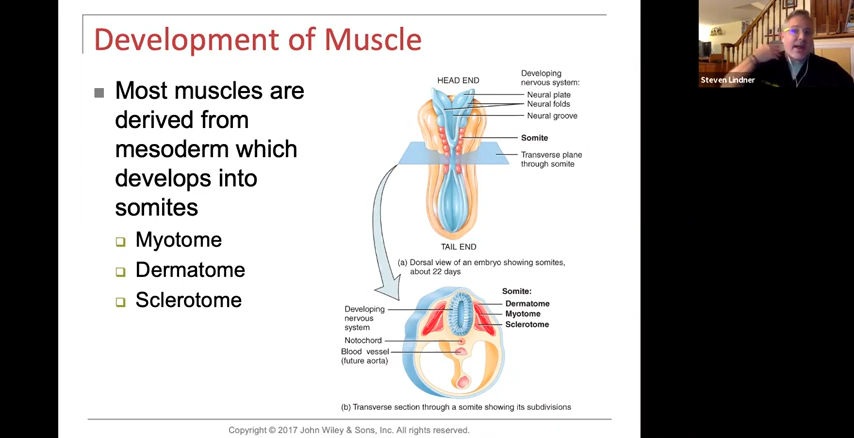 Development of Muscle
Most muscles are
derived from
mesoderm which
develops into
somites
Myotome
Dermatome
Sclerotome
HEAD END
Developing
nervous system:
Neural plate
Neural folds
Neural groove
Somite
Transverse plane
through somite
TAIL END
(a) Dorsal view of an embryo showing somites,
about 22 days
Somite:
Dermatome
Myotome
Sclerotome
Developing
nervous
system
Notochord
Blood vessel
(future aorta)
(b) Transverse section through a somite showing its subdivisions
Copyright © 2017 John Wiley & Sons, Inc. All rights reserved.
Steven Lindner